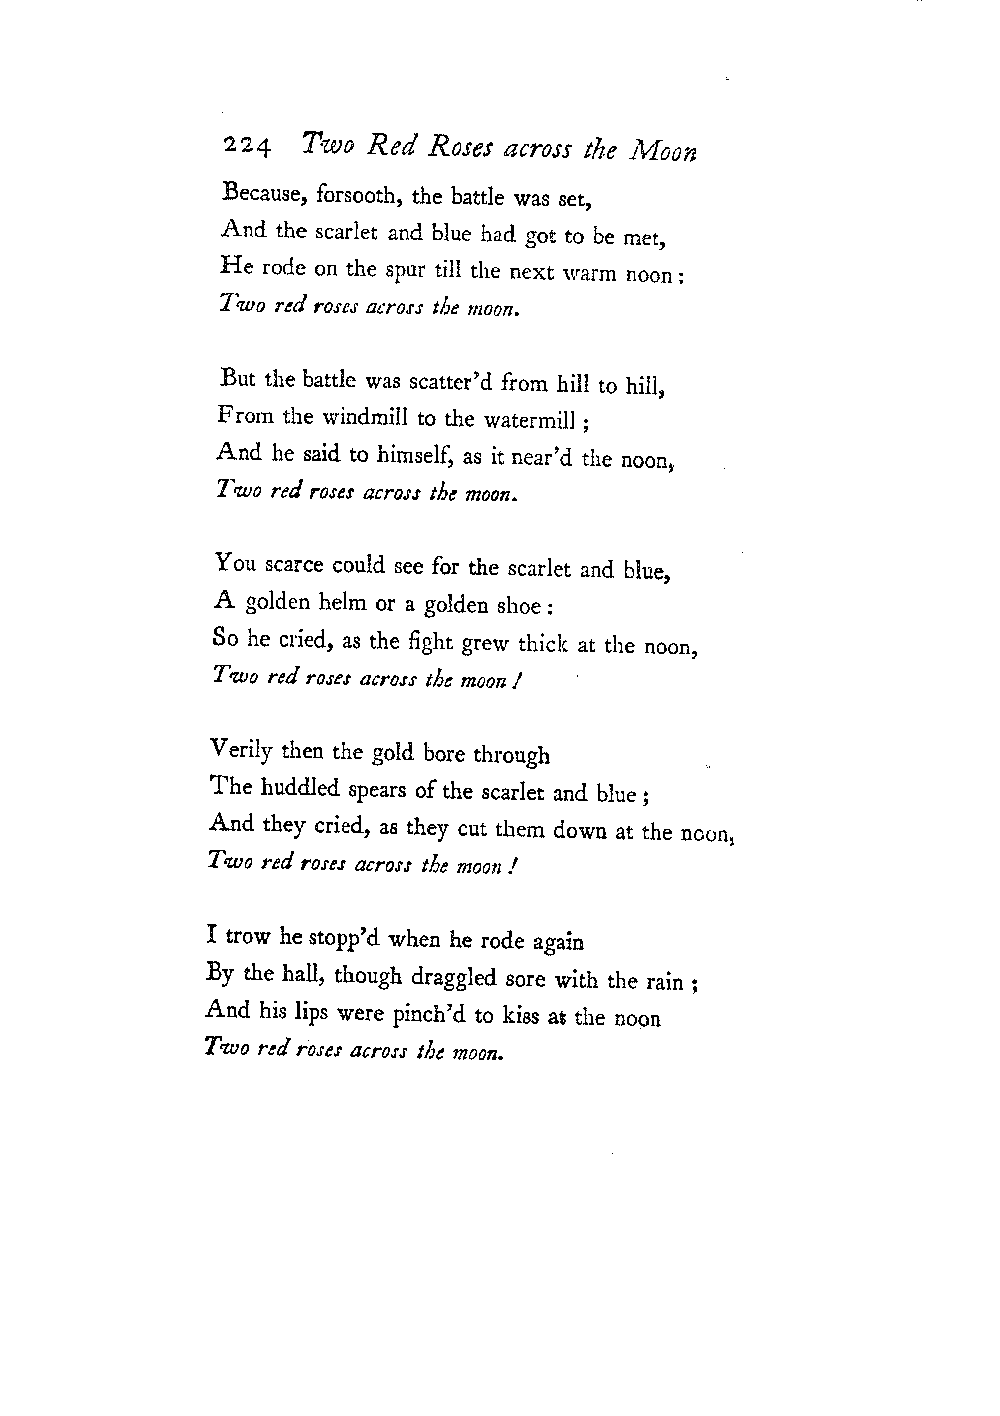 224 Two Red Roses across the Moon
Because, forsooth, the battle was set,
And the scarlet and blue had got to be met,
He rode on the spur till the next warm noon ;
Two red roses across the moon.
But the battle was scatter'd from hill to hill,
From the windmill to the watermill ;
And he said to himself, as it near'd the noon,
Two red roses across the moon.
You scarce could see for the scarlet and blue,
A golden helm or a golden shoe :
So he cried, as the fight grew thick at the noon,
Two red roses across the moon !
Verily then the gold bore through
The huddled spears of the scarlet and blue ;
And they cried, as they cut them down at the noon,
Two red roses across the moon !
I trow he stopp'd when he rode again
By the hall, though draggled sore with the rain ;
And his lips were pinch'd to kiss at the noon
Two red roses across the moon.